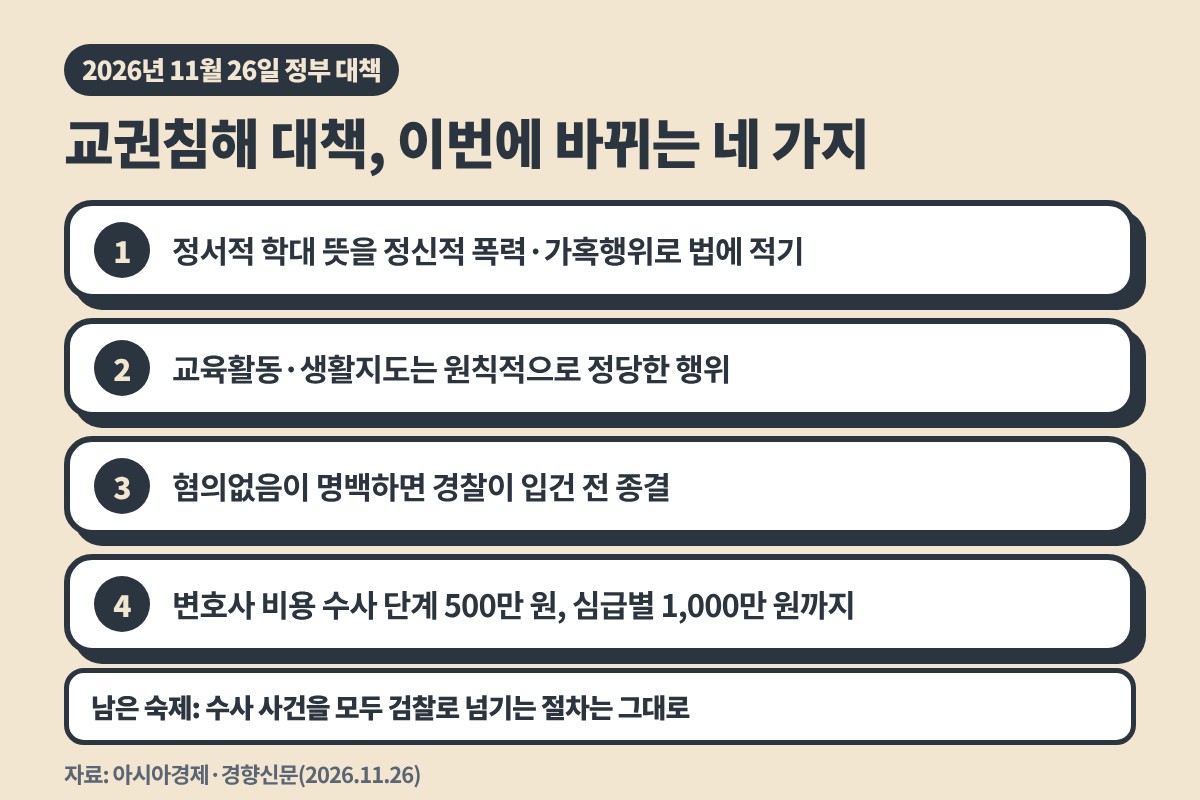 2026년 11월 26일 정부 대책
교권침해 대책, 이번에 바뀌는 네 가지
1 정서적 학대 뜻을 정신적 폭력·가혹행위로 법에 적기
2 교육활동·생활지도는 원칙적으로 정당한 행위
3 혐의없음이 명백하면 경찰이 입건 전 종결
4 변호사 비용 수사 단계 500만 원, 심급별 1,000만 원까지
남은 숙제: 수사 사건을 모두 검찰로 넘기는 절차는 그대로
자료: 아시아경제·경향신문(2026.11.26)